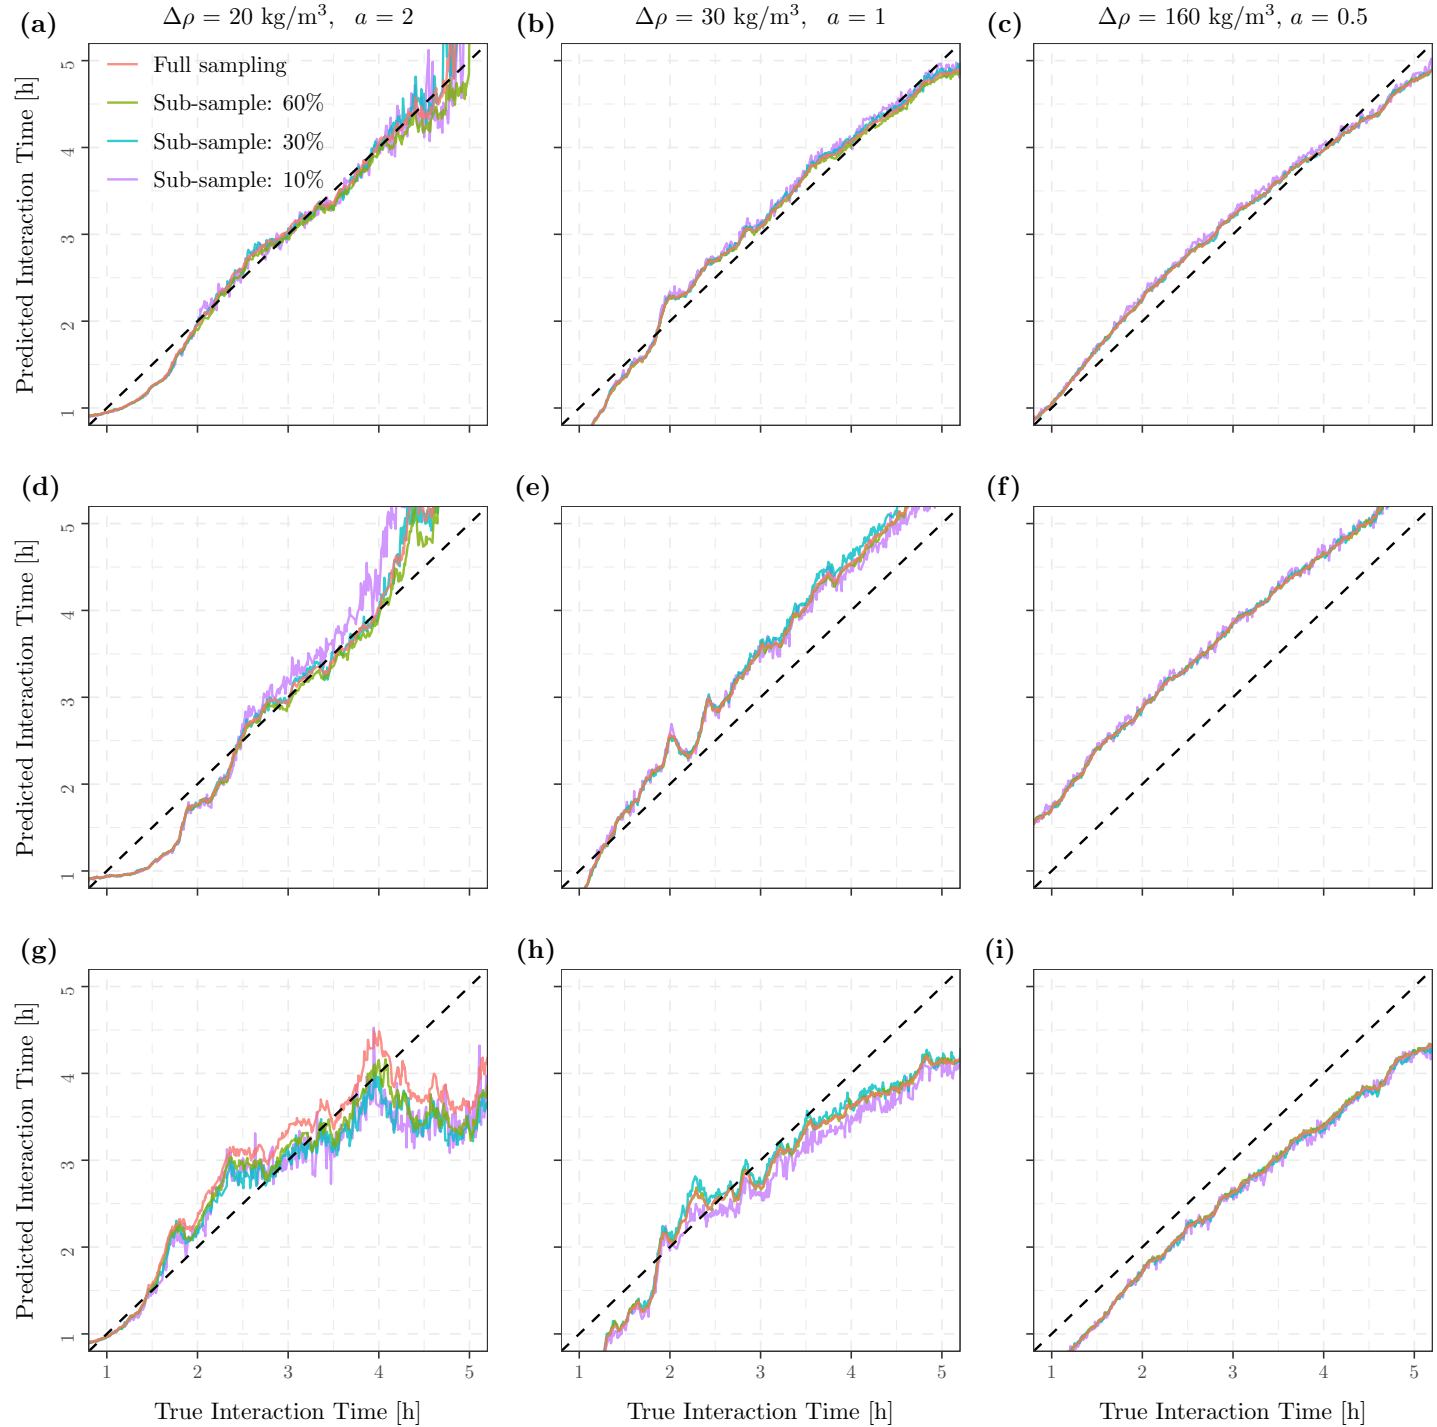 (a) Δρ = 20 kg/m³, a = 2
(b) Δρ = 30 kg/m³, a = 1
(c) Δρ = 160 kg/m³, a = 0.5
Predicted Interaction Time [h]
5
4
3
2
1
Full sampling
Sub-sample: 60%
Sub-sample: 30%
Sub-sample: 10%
(d)
(e)
(f)
Predicted Interaction Time [h]
5
4
3
2
1
(g)
(h)
(i)
Predicted Interaction Time [h]
5
4
3
2
1
1 2 3 4 5
1 2 3 4 5
1 2 3 4 5
True Interaction Time [h]
True Interaction Time [h]
True Interaction Time [h]